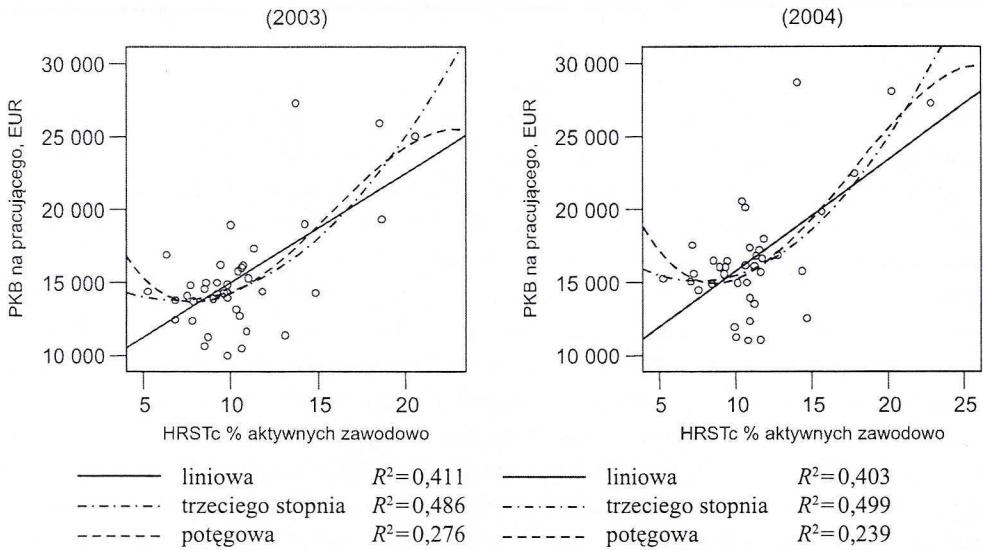 (2003)
PKB na pracującego, EUR
30 000
25 000
20 000
15 000
10 000
5 10 15 20
HRSTc % aktywnych zawodowo
liniowa R²=0,411
trzeciego stopnia R²=0,486
potęgowa R²=0,276
(2004)
PKB na pracującego, EUR
30 000
25 000
20 000
15 000
10 000
5 10 15 20 25
HRSTc % aktywnych zawodowo
liniowa R²=0,403
trzeciego stopnia R²=0,499
potęgowa R²=0,239